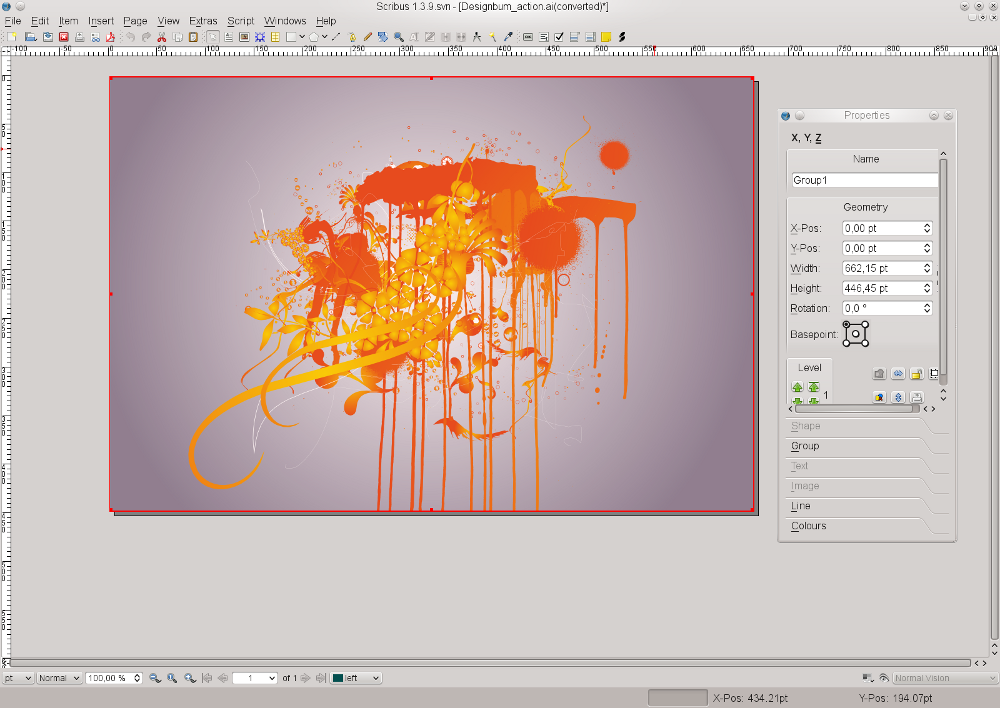 Scribus 1.3.9.svn - [Designbum_action.ai(converted)*]
File Edit Item Insert Page View Extras Script Windows Help
100 50 0 50 100 150 200 250 300 350 400 450 500 550 600 650 700 750 800 850 900
Properties
X, Y, Z
Name
Group1
Geometry
X-Pos: 0,00 pt
Y-Pos: 0,00 pt
Width: 662,15 pt
Height: 446,45 pt
Rotation: 0,0 °
Basepoint:
Level
1
Shape
Group
Text
Image
Line
Colours
pt Normal 100,00 % 1 of 1 left Normal Vision
X-Pos: 434.21pt Y-Pos: 194.07pt